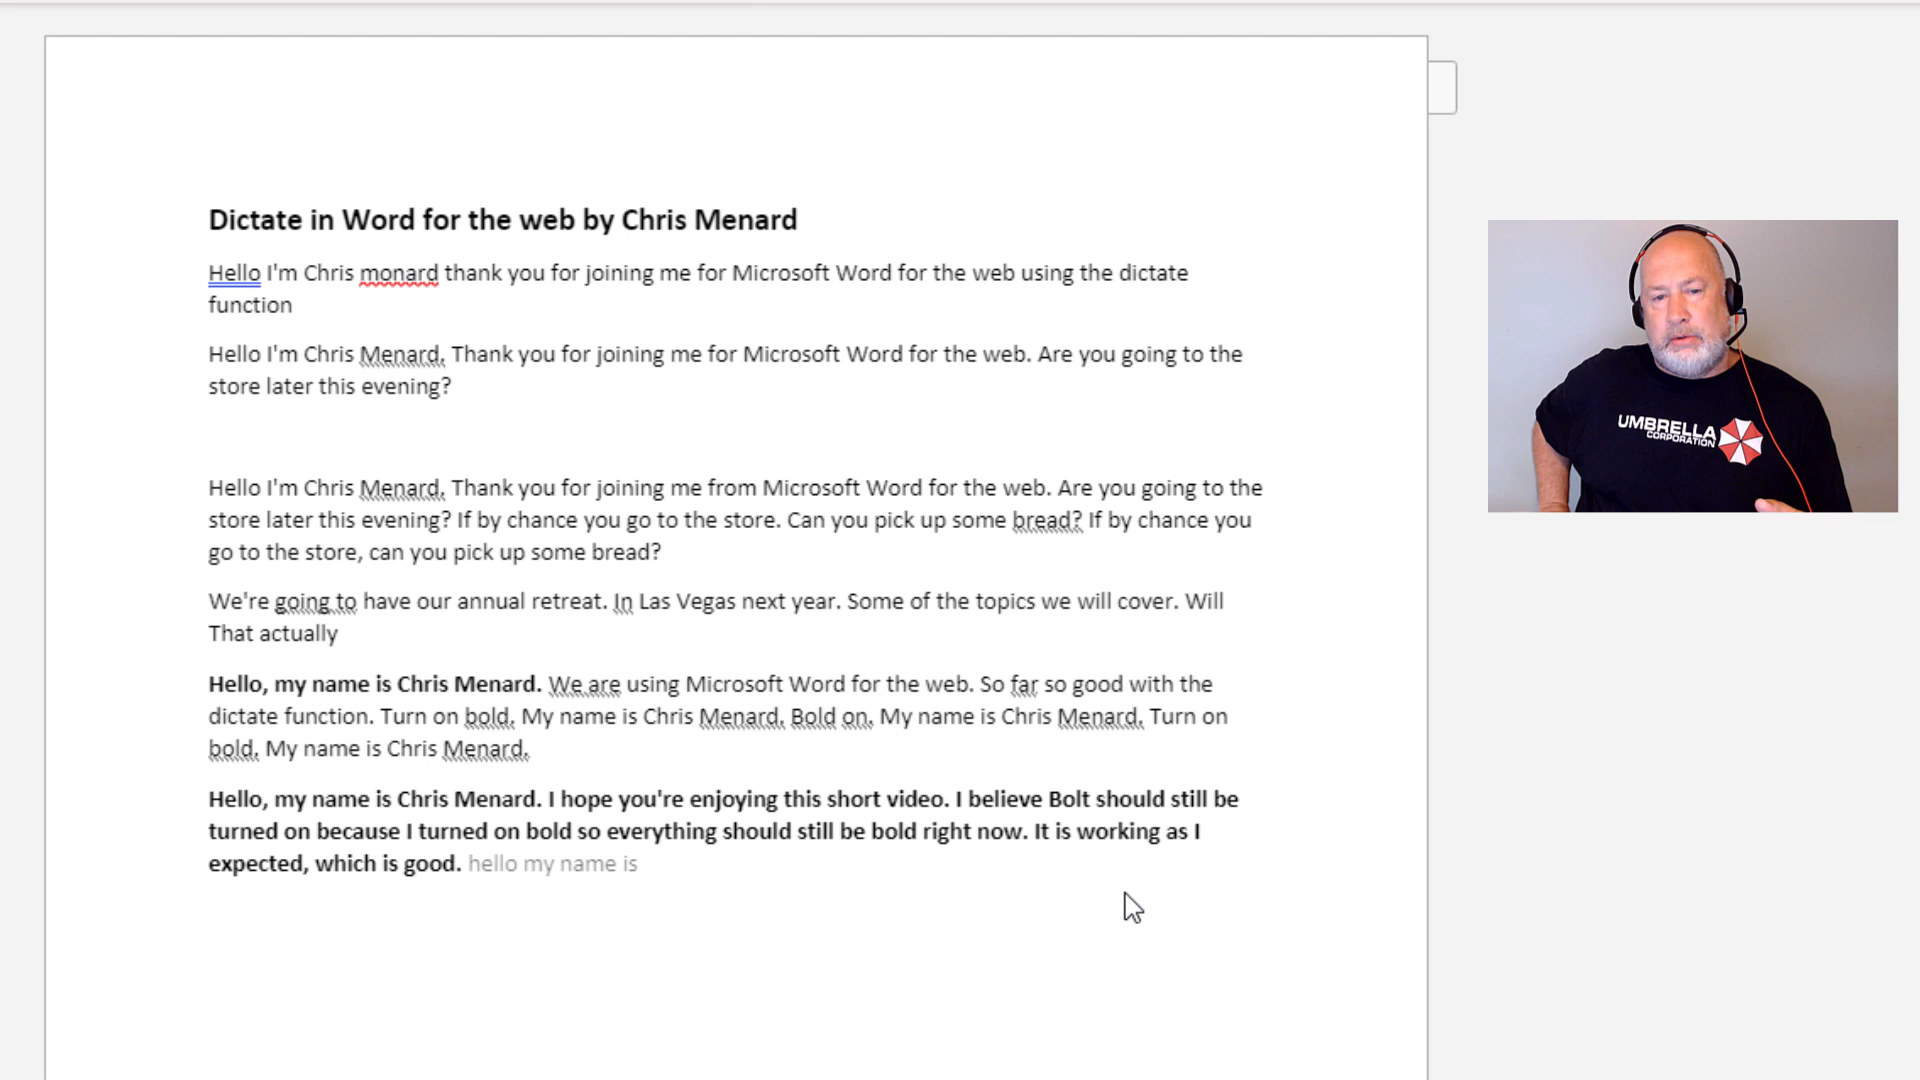 Dictate in Word for the web by Chris Menard
Hello I'm Chris monard thank you for joining me for Microsoft Word for the web using the dictate
function
Hello I'm Chris Menard. Thank you for joining me for Microsoft Word for the web. Are you going to the
store later this evening?
Hello I'm Chris Menard. Thank you for joining me from Microsoft Word for the web. Are you going to the
store later this evening? If by chance you go to the store. Can you pick up some bread? If by chance you
go to the store, can you pick up some bread?
We're going to have our annual retreat. In Las Vegas next year. Some of the topics we will cover. Will
That actually
Hello, my name is Chris Menard. We are using Microsoft Word for the web. So far so good with the
dictate function. Turn on bold. My name is Chris Menard. Bold on. My name is Chris Menard. Turn on
bold. My name is Chris Menard.
Hello, my name is Chris Menard. I hope you're enjoying this short video. I believe Bolt should still be
turned on because I turned on bold so everything should still be bold right now. It is working as I
expected, which is good. hello my name is
UMBRELLA
CORPORATION